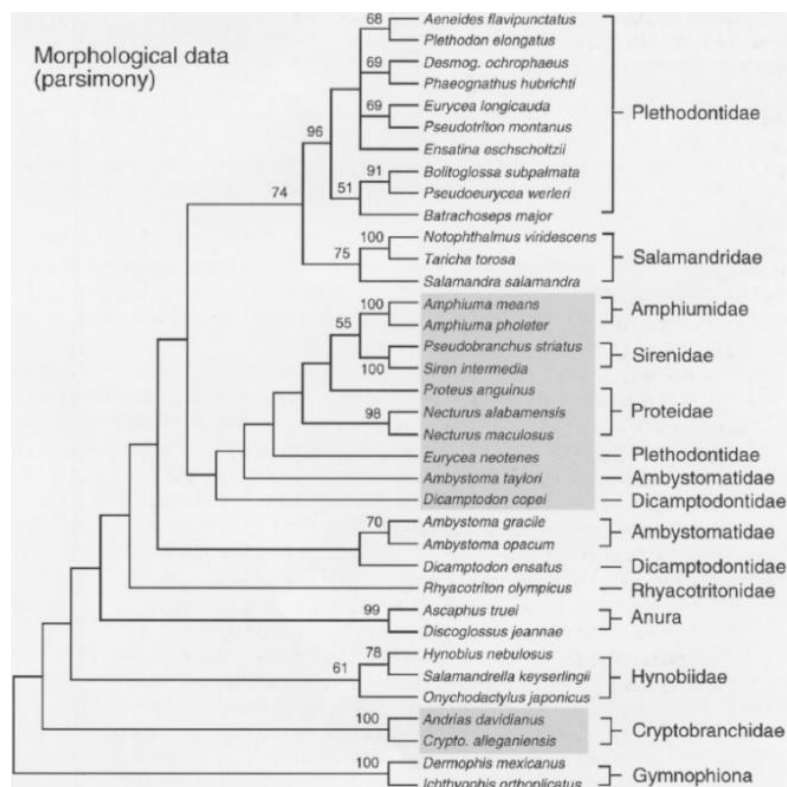 Morphological data
(parsimony)
68
Aeneides flavipunctatus
Plethodon elongatus
69
Desmog. ochrophaeus
Phaeognathus hubrichti
69
Eurycea longicauda
Pseudotriton montanus
96
Ensatina eschscholtzii
91
Bolitoglossa subpalmata
51
Pseudoeurycea werleri
Batrachoseps major
Plethodontidae
74
100
Notophthalmus viridescens
75
Taricha torosa
Salamandra salamandra
Salamandridae
100
Amphiuma means
Amphiuma pholeter
Amphiumidae
55
Pseudobranchus striatus
Siren intermedia
100
Sirenidae
Proteus anguinus
98
Necturus alabamensis
Necturus maculosus
Proteidae
Eurycea neotenes
Plethodontidae
Ambystoma taylori
Ambystomatidae
Dicamptodon copei
Dicamptodontidae
70
Ambystoma gracile
Ambystoma opacum
Ambystomatidae
Dicamptodon ensatus
Dicamptodontidae
Rhyacotriton olympicus
Rhyacotritonidae
99
Ascaphus truei
Discoglossus jeannae
Anura
78
Hynobius nebulosus
61
Salamandrella keyserlingii
Onychodactylus japonicus
Hynobiidae
100
Andrias davidianus
Crypto. alleganiensis
Cryptobranchidae
100
Dermophis mexicanus
Ichthyophis orthoplicatus
Gymnophiona